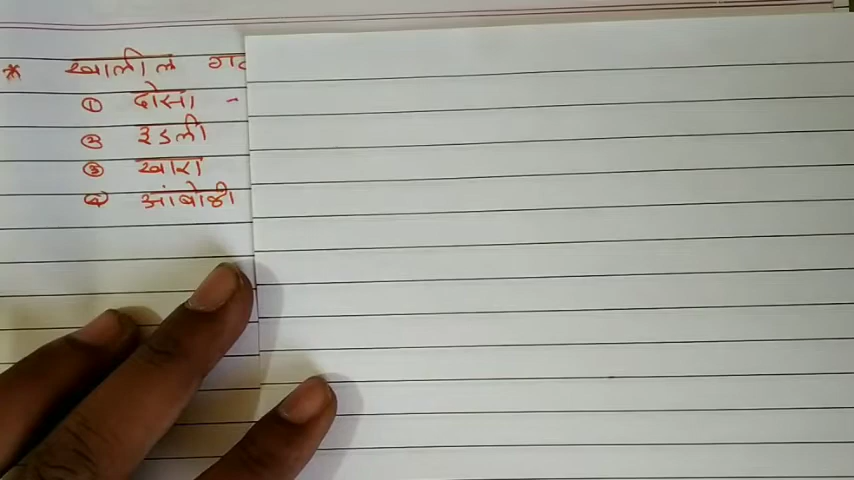 * खालील
① दोसा -
② इडली
③ खारा
④ आंबोळी